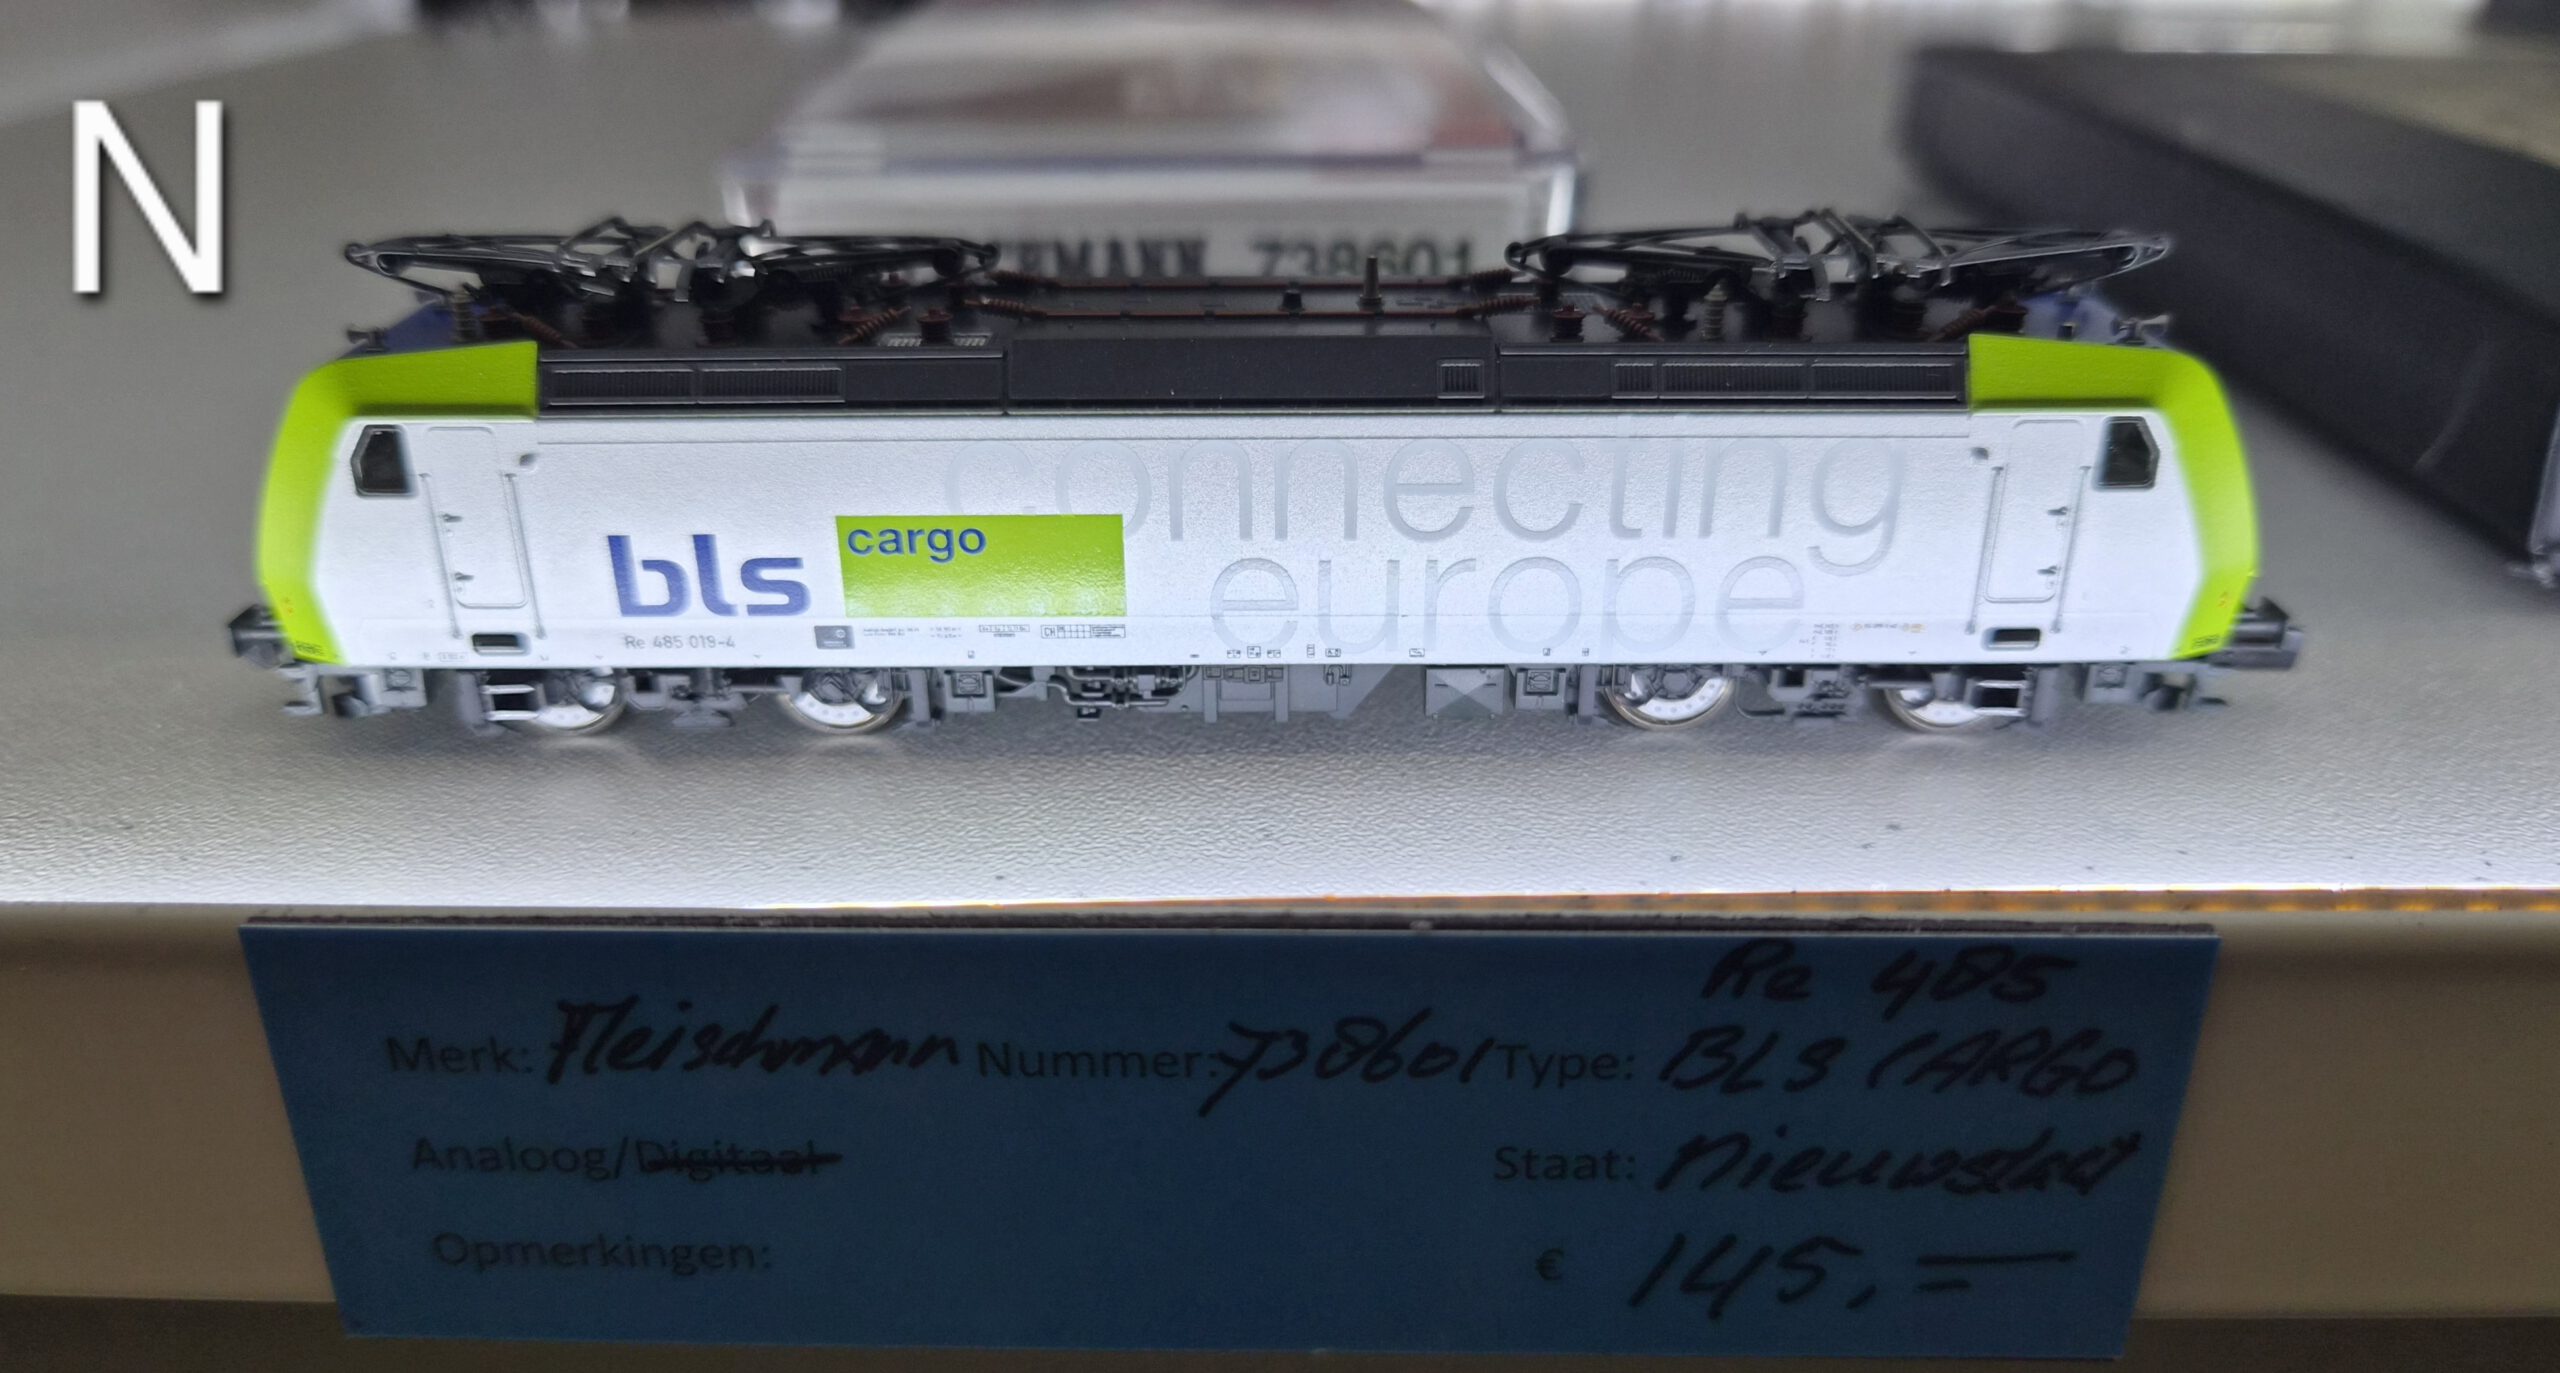 N
738601
connecting
europe
bls cargo
Re 485 019-4
Re 485
Merk: Fleischmann Nummer: 738601 Type: BLS CARGO
Analoog/Digitaal
Staat: Nieuwstaat
Opmerkingen:
€ 145,=